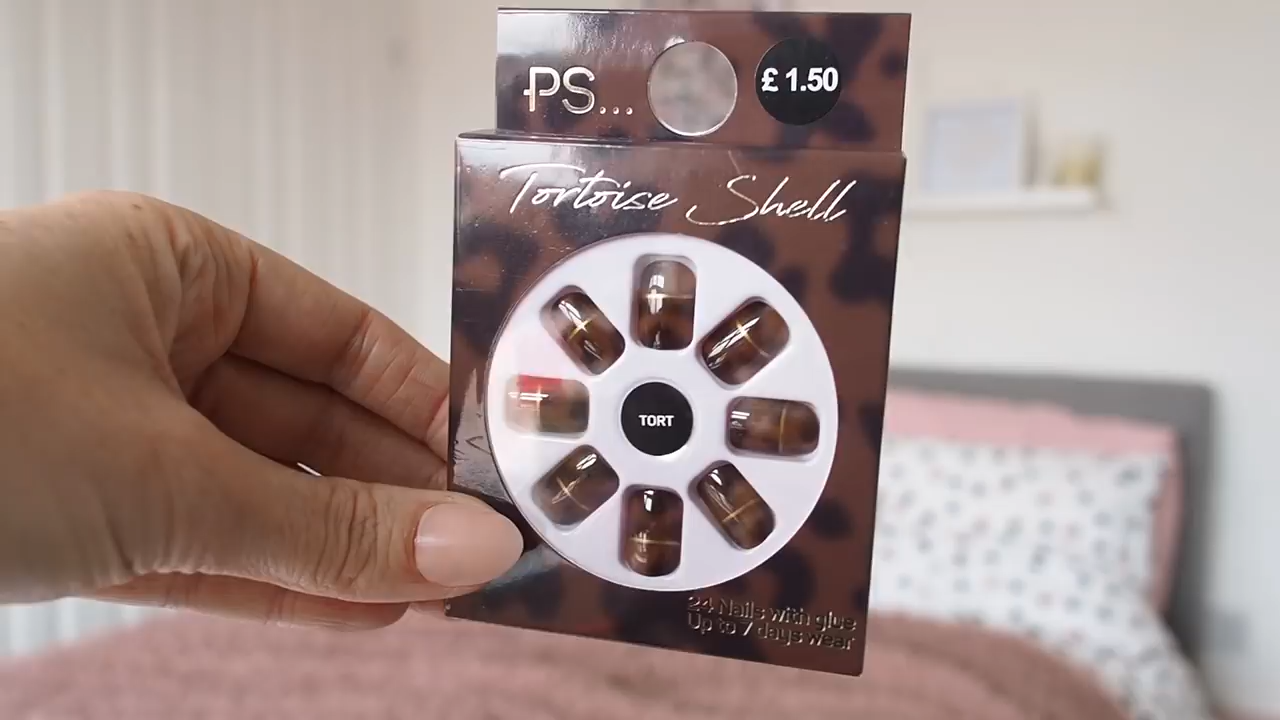 PS...
£ 1.50
Tortoise Shell
TORT
24 Nails with glue
Up to 7 days wear